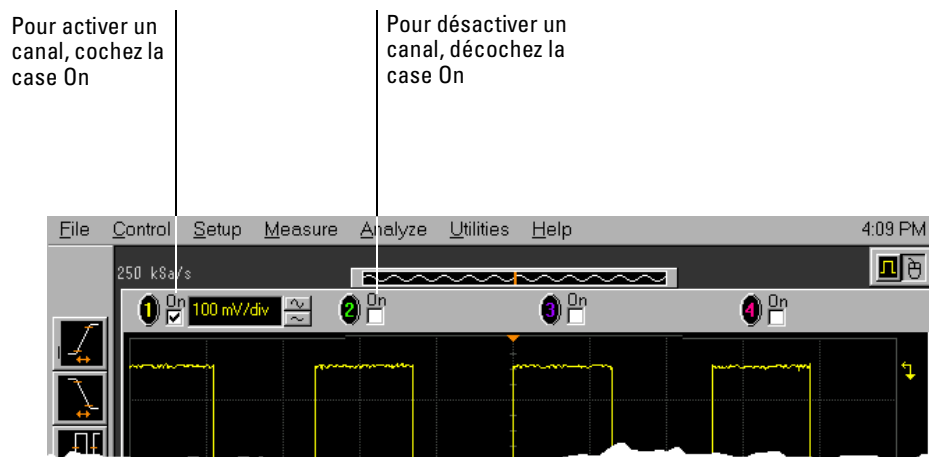 Pour activer un
canal, cochez la
case On
Pour désactiver un
canal, décochez la
case On
File Control Setup Measure Analyze Utilities Help 4:09 PM
250 kSa/s
1 On 100 mV/div 2 On 3 On 4 On